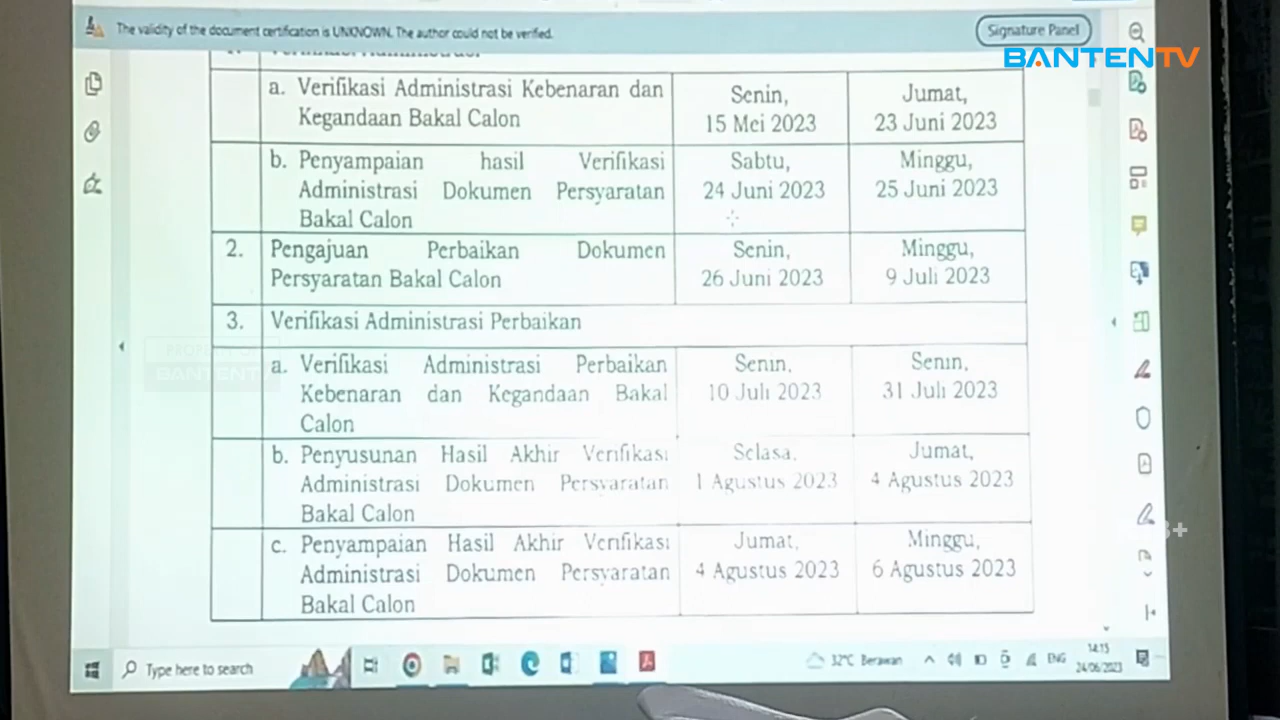 The validity of the document certification is UNKNOWN. The author could not be verified.
Signature Panel
BANTENTV
a. Verifikasi Administrasi Kebenaran dan
Kegandaan Bakal Calon
Senin,
15 Mei 2023
Jumat,
23 Juni 2023
b. Penyampaian hasil Verifikasi
Administrasi Dokumen Persyaratan
Bakal Calon
Sabtu,
24 Juni 2023
Minggu,
25 Juni 2023
2. Pengajuan Perbaikan Dokumen
Persyaratan Bakal Calon
Senin,
26 Juni 2023
Minggu,
9 Juli 2023
3. Verifikasi Administrasi Perbaikan
a. Verifikasi Administrasi Perbaikan
Kebenaran dan Kegandaan Bakal
Calon
Senin,
10 Juli 2023
Senin,
31 Juli 2023
b. Penyusunan Hasil Akhir Verifikasi
Administrasi Dokumen Persyaratan
Bakal Calon
Selasa,
1 Agustus 2023
Jumat,
4 Agustus 2023
c. Penyampaian Hasil Akhir Verifikasi
Administrasi Dokumen Persyaratan
Bakal Calon
Jumat,
4 Agustus 2023
Minggu,
6 Agustus 2023
BANTENTV
Type here to search
32°C Berawan
ENG
14:15
24/06/2023